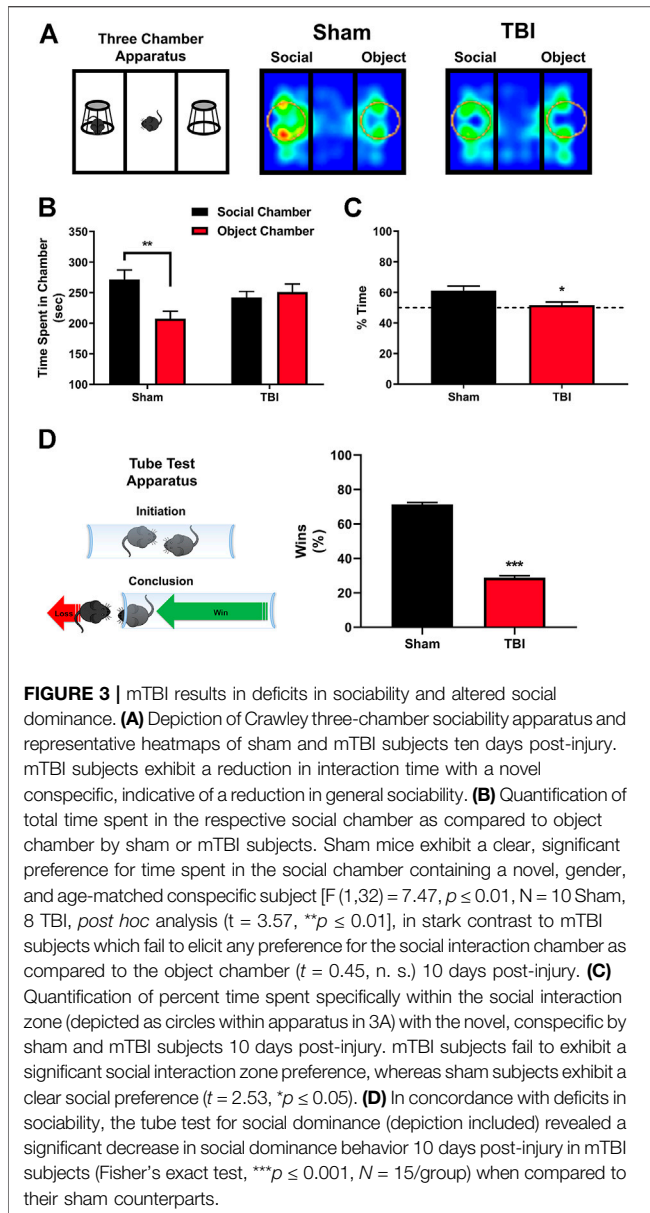 A
Three Chamber
Apparatus
Sham
Social Object
TBI
Social Object
B
Social Chamber
Object Chamber
Time Spent in Chamber
(sec)
350
300
250
200
150
100
**
Sham TBI
C
% Time
100
80
60
40
20
0
*
Sham TBI
D
Tube Test
Apparatus
Initiation
Conclusion
Loss
Win
Wins
(%)
100
80
60
40
20
0
***
Sham TBI
FIGURE 3 | mTBI results in deficits in sociability and altered social
dominance. (A) Depiction of Crawley three-chamber sociability apparatus and
representative heatmaps of sham and mTBI subjects ten days post-injury.
mTBI subjects exhibit a reduction in interaction time with a novel
conspecific, indicative of a reduction in general sociability. (B) Quantification of
total time spent in the respective social chamber as compared to object
chamber by sham or mTBI subjects. Sham mice exhibit a clear, significant
preference for time spent in the social chamber containing a novel, gender,
and age-matched conspecific subject [F (1,32) = 7.47, p ≤ 0.01, N = 10 Sham,
8 TBI, post hoc analysis (t = 3.57, **p ≤ 0.01], in stark contrast to mTBI
subjects which fail to elicit any preference for the social interaction chamber as
compared to the object chamber (t = 0.45, n. s.) 10 days post-injury. (C)
Quantification of percent time spent specifically within the social interaction
zone (depicted as circles within apparatus in 3A) with the novel, conspecific by
sham and mTBI subjects 10 days post-injury. mTBI subjects fail to exhibit a
significant social interaction zone preference, whereas sham subjects exhibit a
clear social preference (t = 2.53, *p ≤ 0.05). (D) In concordance with deficits in
sociability, the tube test for social dominance (depiction included) revealed a
significant decrease in social dominance behavior 10 days post-injury in mTBI
subjects (Fisher's exact test, ***p ≤ 0.001, N = 15/group) when compared to
their sham counterparts.